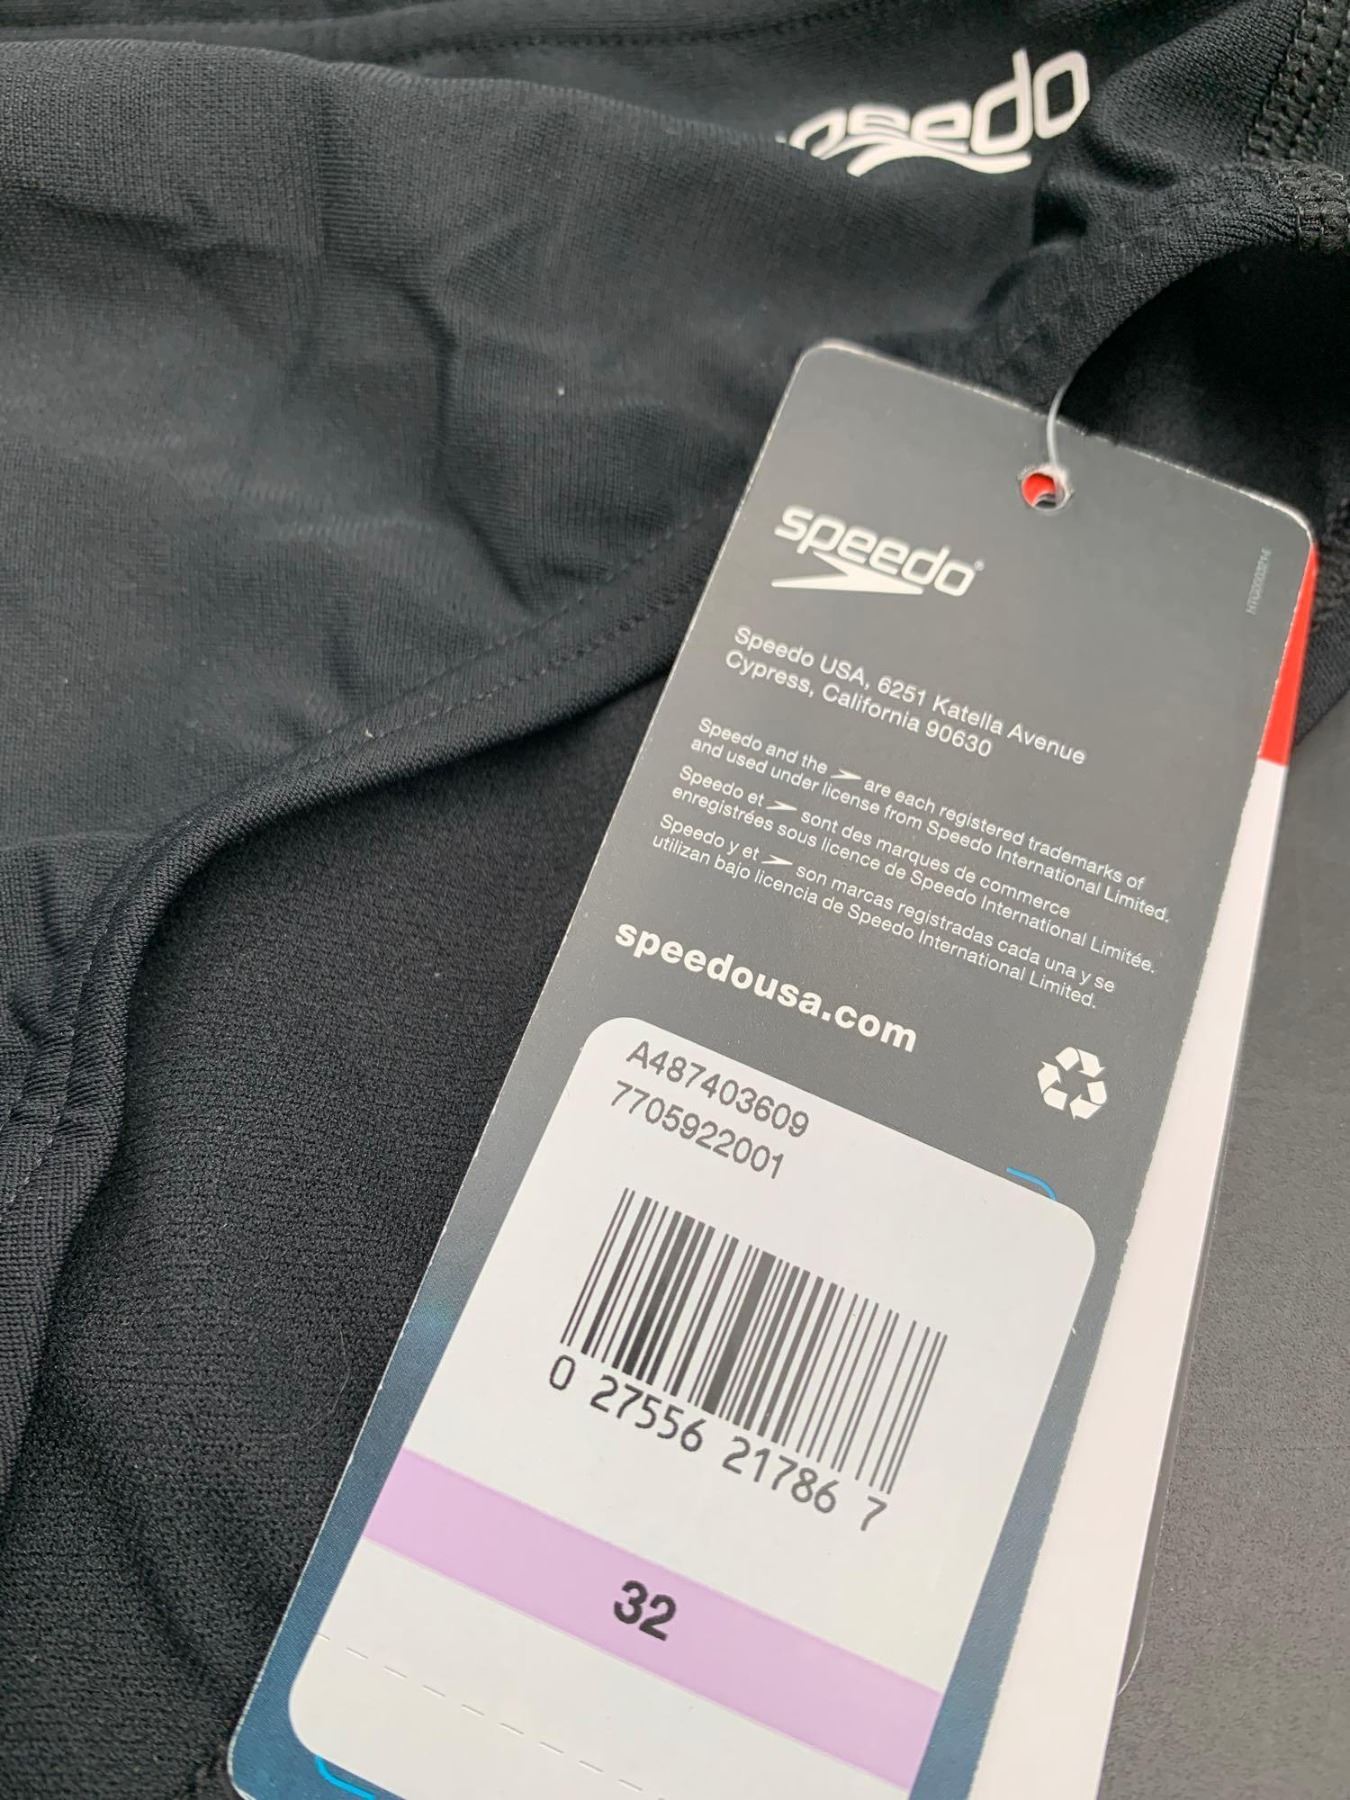 speedo
speedo®
Speedo USA, 6251 Katella Avenue
Cypress, California 90630
Speedo and the are each registered trademarks of
and used under license from Speedo International Limited.
Speedo et sont des marques de commerce
enregistrées sous licence de Speedo International Limitée.
Speedo y et son marcas registradas cada una y se
utilizan bajo licencia de Speedo International Limited.
speedousa.com
A487403609
7705922001
0 27556 21786 7
32